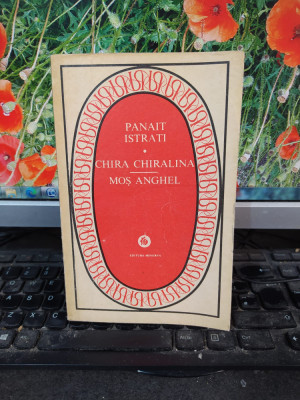 PANAIT
ISTRATI
CHIRA CHIRALINA
MOȘ ANGHEL
EDITURA MINERVA